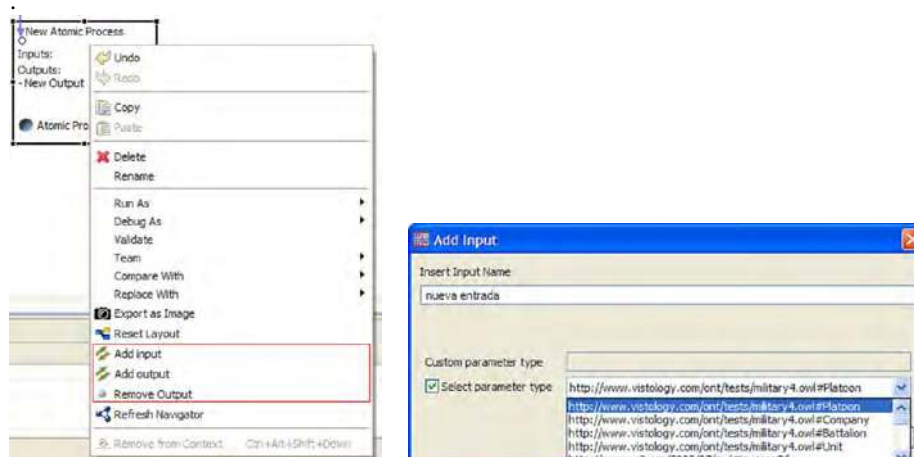 New Atomic Process
Inputs:
Outputs:
- New Output
Atomic Pro
Undo
Redo
Copy
Paste
Delete
Rename
Run As
Debug As
Validate
Team
Compare With
Replace With
Export as Image
Reset Layout
Add input
Add output
Remove Output
Refresh Navigator
Remove from Context Ctrl+Alt+Shift+Down
Add Input
Insert Input Name
nueva entrada
Custom parameter type
Select parameter type http://www.vistology.com/ont/tests/military4.owl#Platoon
http://www.vistology.com/ont/tests/military4.owl#Platoon
http://www.vistology.com/ont/tests/military4.owl#Company
http://www.vistology.com/ont/tests/military4.owl#Battalion
http://www.vistology.com/ont/tests/military4.owl#Unit